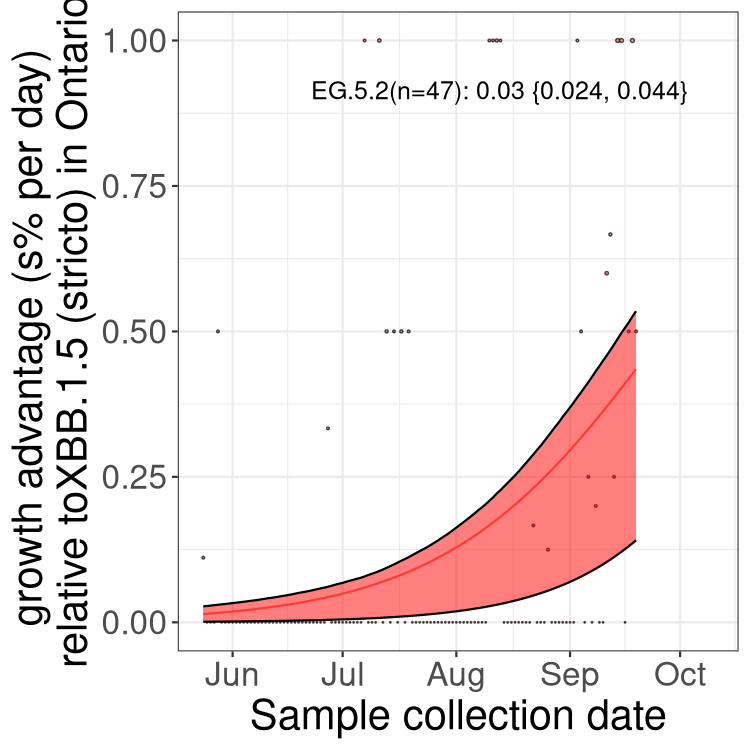 growth advantage (s% per day)
relative toXBB.1.5 (stricto) in Ontario
1.00
0.75
0.50
0.25
0.00
EG.5.2(n=47): 0.03 {0.024, 0.044}
Jun Jul Aug Sep Oct
Sample collection date